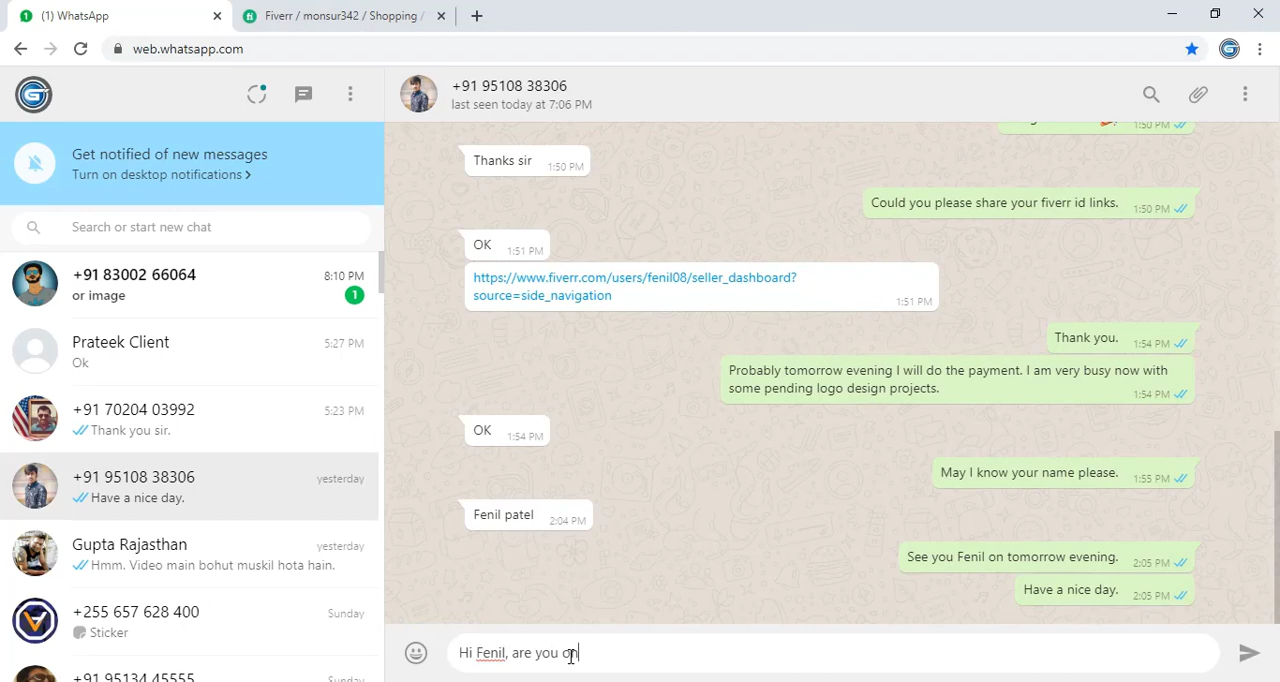 (1) WhatsApp
Fiverr / monsur342 / Shopping /
web.whatsapp.com
+91 95108 38306
last seen today at 7:06 PM
Get notified of new messages
Turn on desktop notifications >
Search or start new chat
+91 83002 66064 8:10 PM
or image 1
Prateek Client 5:27 PM
Ok
+91 70204 03992 5:23 PM
Thank you sir.
+91 95108 38306 yesterday
Have a nice day.
Gupta Rajasthan yesterday
Hmm. Video main bohut muskil hota hain.
+255 657 628 400 Sunday
Sticker
+91 95134 45555 Sunday
1:50 PM
Thanks sir 1:50 PM
Could you please share your fiverr id links. 1:50 PM
OK 1:51 PM
https://www.fiverr.com/users/fenil08/seller_dashboard?
source=side_navigation 1:51 PM
Thank you. 1:54 PM
Probably tomorrow evening I will do the payment. I am very busy now with
some pending logo design projects. 1:54 PM
OK 1:54 PM
May I know your name please. 1:55 PM
Fenil patel 2:04 PM
See you Fenil on tomorrow evening. 2:05 PM
Have a nice day. 2:05 PM
Hi Fenil, are you on